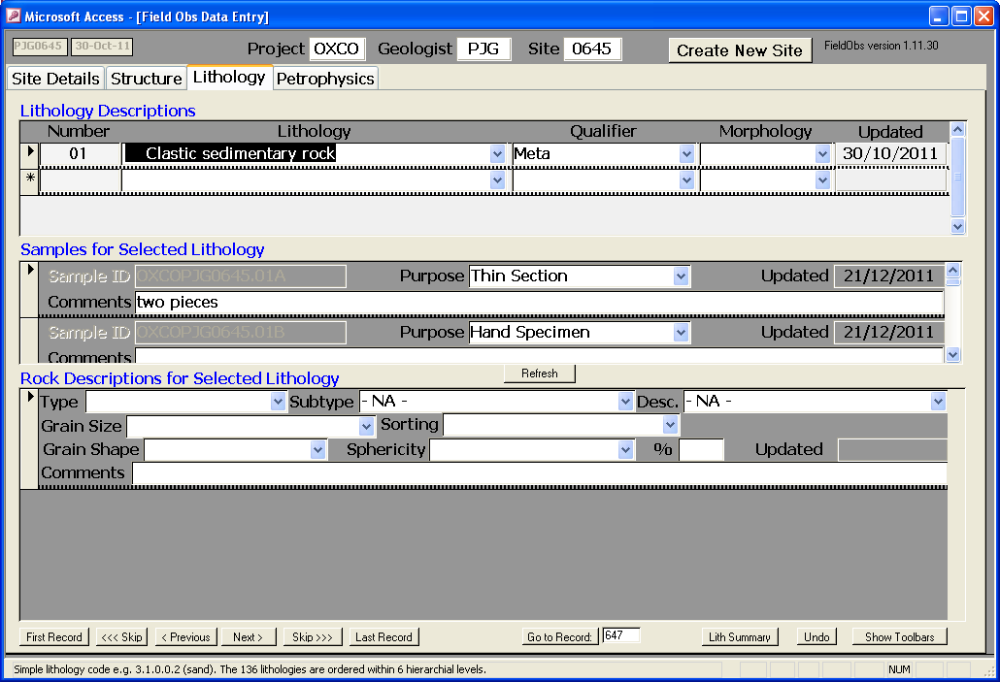 Microsoft Access - [Field Obs Data Entry]
PJG0645 30-Oct-11 Project OXCO Geologist PJG Site 0645 Create New Site FieldObs version 1.11.30
Site Details Structure Lithology Petrophysics
Lithology Descriptions
Number Lithology Qualifier Morphology Updated
01 Clastic sedimentary rock Meta 30/10/2011
*
Samples for Selected Lithology
Sample ID OXCOPJG0645.01A Purpose Thin Section Updated 21/12/2011
Comments two pieces
Sample ID OXCOPJG0645.01B Purpose Hand Specimen Updated 21/12/2011
Comments
Rock Descriptions for Selected Lithology Refresh
Type Subtype - NA - Desc. - NA -
Grain Size Sorting
Grain Shape Sphericity % Updated
Comments
First Record <<< Skip < Previous Next > Skip >>> Last Record Go to Record: 647 Lith Summary Undo Show Toolbars
Simple lithology code e.g. 3.1.0.0.2 (sand). The 136 lithologies are ordered within 6 hierchial levels. NUM